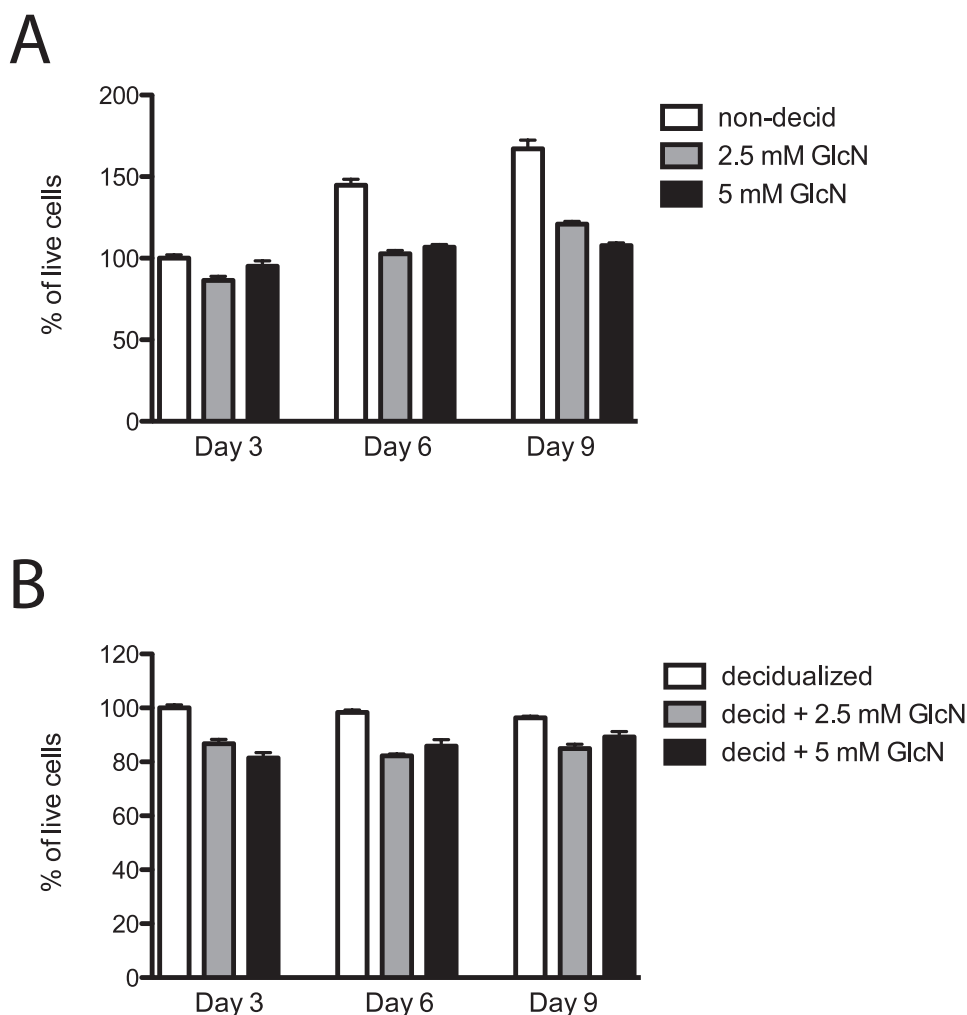 A
200
150
100
50
0
% of live cells
non-decid
2.5 mM GlcN
5 mM GlcN
Day 3
Day 6
Day 9
B
120
100
80
60
40
20
0
% of live cells
decidualized
decid + 2.5 mM GlcN
decid + 5 mM GlcN
Day 3
Day 6
Day 9